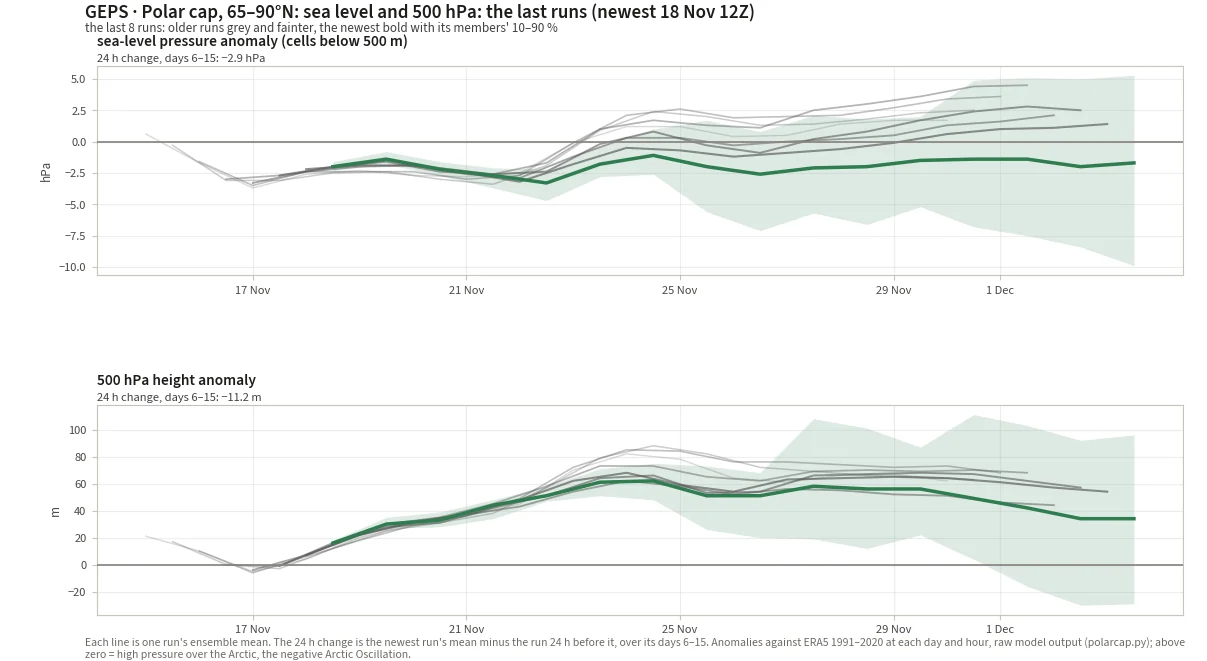 GEPS · Polar cap, 65–90°N: sea level and 500 hPa: the last runs (newest 18 Nov 12Z)
the last 8 runs: older runs grey and fainter, the newest bold with its members' 10–90 %
sea-level pressure anomaly (cells below 500 m)
24 h change, days 6–15: −2.9 hPa
5.0
2.5
0.0
−2.5
−5.0
−7.5
−10.0
hPa
17 Nov 21 Nov 25 Nov 29 Nov 1 Dec
500 hPa height anomaly
24 h change, days 6–15: −11.2 m
100
80
60
40
20
0
−20
m
17 Nov 21 Nov 25 Nov 29 Nov 1 Dec
Each line is one run's ensemble mean. The 24 h change is the newest run's mean minus the run 24 h before it, over its days 6–15. Anomalies against ERA5 1991–2020 at each day and hour, raw model output (polarcap.py); above
zero = high pressure over the Arctic, the negative Arctic Oscillation.